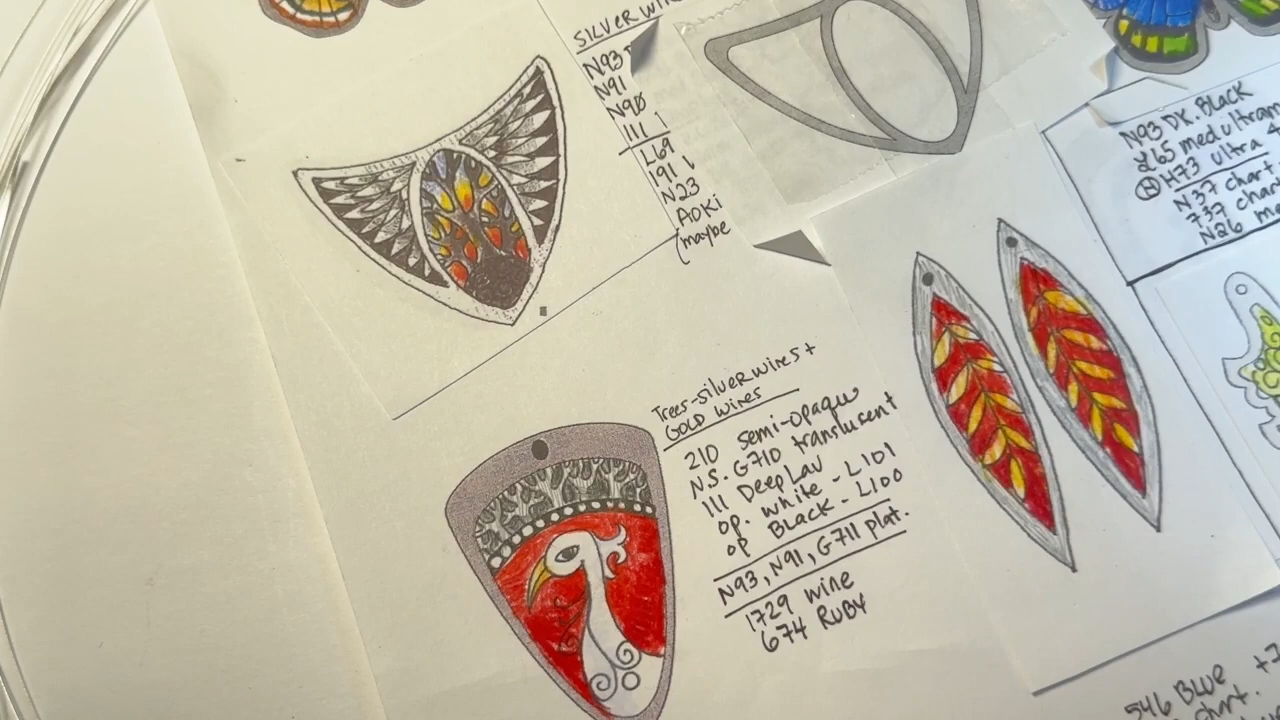 SILVER WIRE
N93
N91
N90
111
L69
191
N23
AOKI
(maybe
N93 DK. BLACK
L65 med ultram
H H73 ultra
N37 chart.
737 chart
N26 me
Trees-SILVER WIRES +
GOLD WIRES
210 semi-opaque
N.S. G710 translucent
111 Deep Lav
op. white - L101
op BLACK - L100
N93, N91, G711 plat.
1729 wine
674 RUBY
546 BLUE
chart.